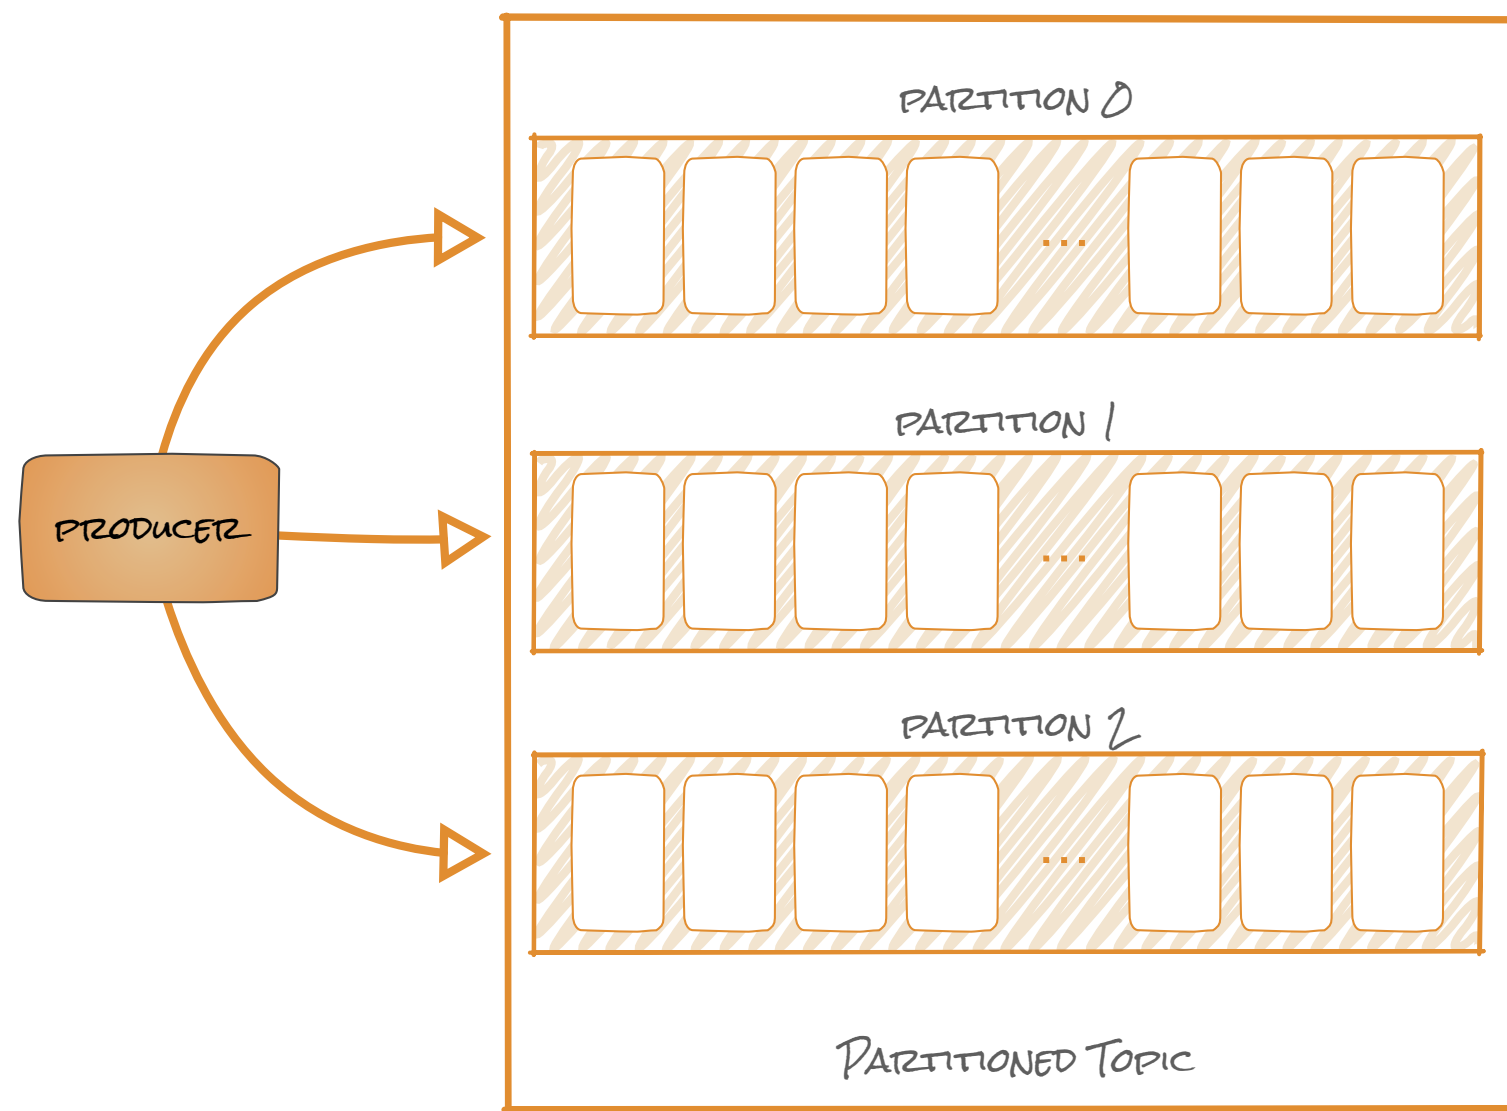 PARTITION 0
...
PARTITION 1
...
PRODUCER
PARTITION 2
...
PARTITIONED TOPIC